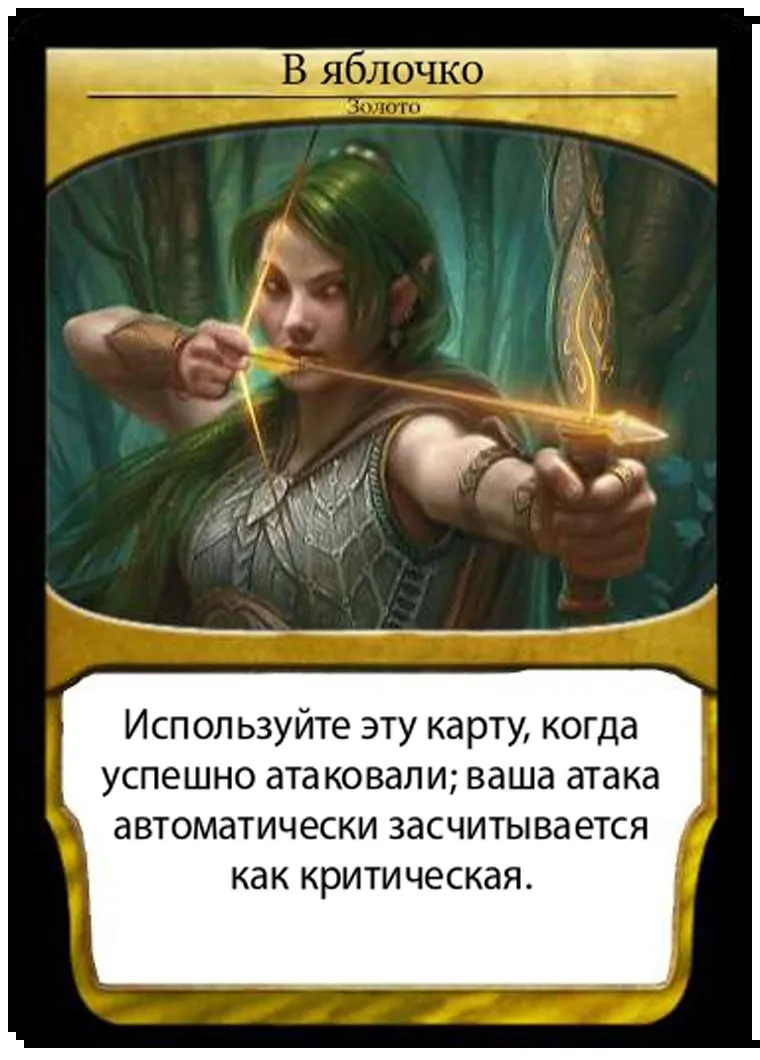 В яблочко
Золото
Используйте эту карту, когда
успешно атаковали; ваша атака
автоматически засчитывается
как критическая.